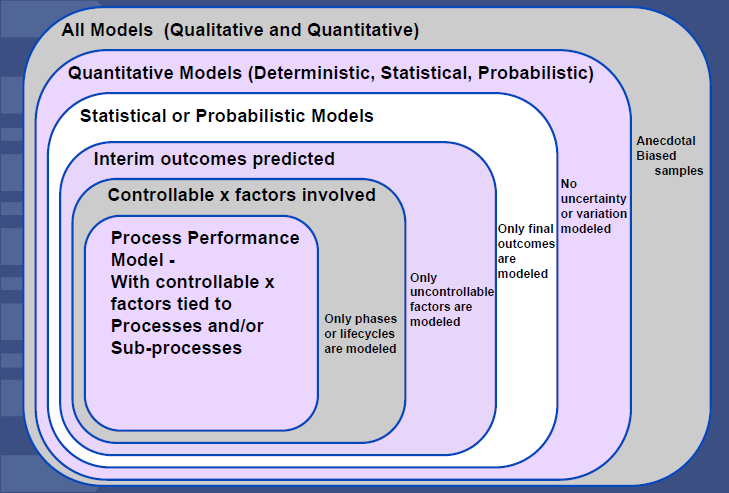 All Models (Qualitative and Quantitative)
Quantitative Models (Deterministic, Statistical, Probabilistic)
Statistical or Probabilistic Models
Interim outcomes predicted
Controllable x factors involved
Process Performance
Model -
With controllable x
factors tied to
Processes and/or
Sub-processes
Only phases
or lifecycles
are modeled
Only
uncontrollable
factors are
modeled
Only final
outcomes
are
modeled
No
uncertainty
or variation
modeled
Anecdotal
Biased
samples